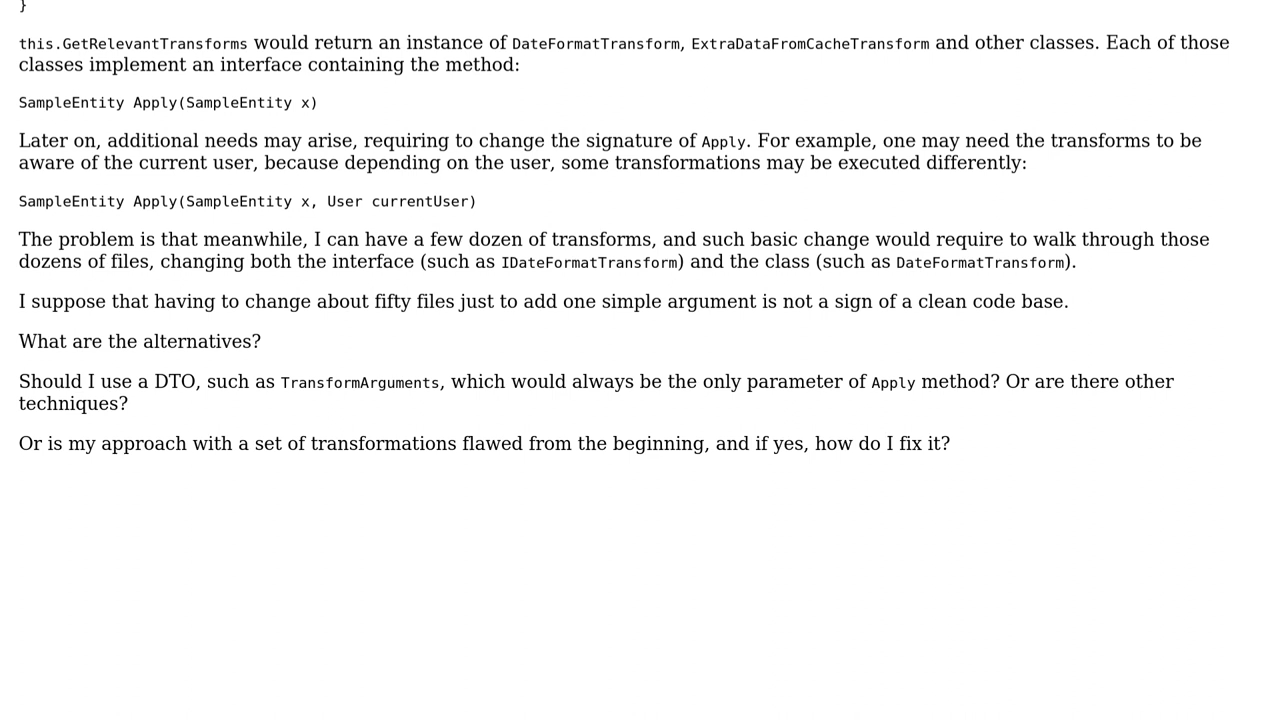 }
this.GetRelevantTransforms would return an instance of DateFormatTransform, ExtraDataFromCacheTransform and other classes. Each of those
classes implement an interface containing the method:
SampleEntity Apply(SampleEntity x)
Later on, additional needs may arise, requiring to change the signature of Apply. For example, one may need the transforms to be
aware of the current user, because depending on the user, some transformations may be executed differently:
SampleEntity Apply(SampleEntity x, User currentUser)
The problem is that meanwhile, I can have a few dozen of transforms, and such basic change would require to walk through those
dozens of files, changing both the interface (such as IDateFormatTransform) and the class (such as DateFormatTransform).
I suppose that having to change about fifty files just to add one simple argument is not a sign of a clean code base.
What are the alternatives?
Should I use a DTO, such as TransformArguments, which would always be the only parameter of Apply method? Or are there other
techniques?
Or is my approach with a set of transformations flawed from the beginning, and if yes, how do I fix it?